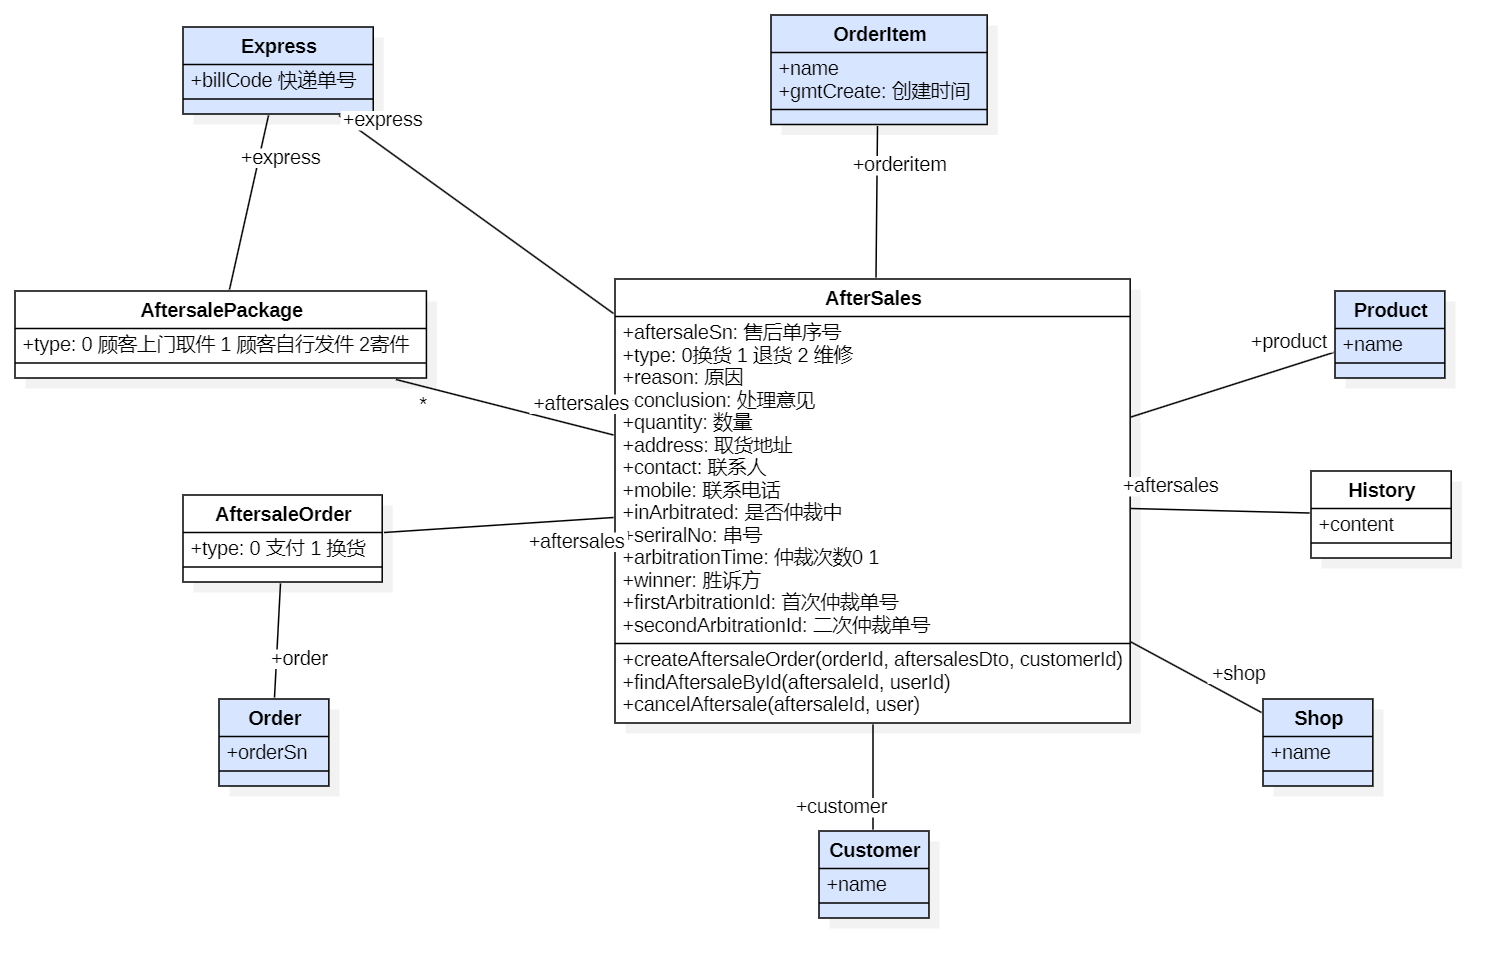 Express
+billCode 快递单号
+express
+express
OrderItem
+name
+gmtCreate: 创建时间
+orderitem
AftersalePackage
+type: 0 顾客上门取件 1 顾客自行发件 2寄件
*
+aftersales
AfterSales
+aftersaleSn: 售后单序号
+type: 0换货 1 退货 2 维修
+reason: 原因
conclusion: 处理意见
+quantity: 数量
+address: 取货地址
+contact: 联系人
+mobile: 联系电话
+inArbitrated: 是否仲裁中
+seriralNo: 串号
+arbitrationTime: 仲裁次数0 1
+winner: 胜诉方
+firstArbitrationId: 首次仲裁单号
+secondArbitrationId: 二次仲裁单号
+createAftersaleOrder(orderId, aftersalesDto, customerId)
+findAftersaleById(aftersaleId, userId)
+cancelAftersale(aftersaleId, user)
Product
+name
+product
+aftersales
History
+content
AftersaleOrder
+type: 0 支付 1 换货
+aftersales
+order
Order
+orderSn
+shop
Shop
+name
+customer
Customer
+name